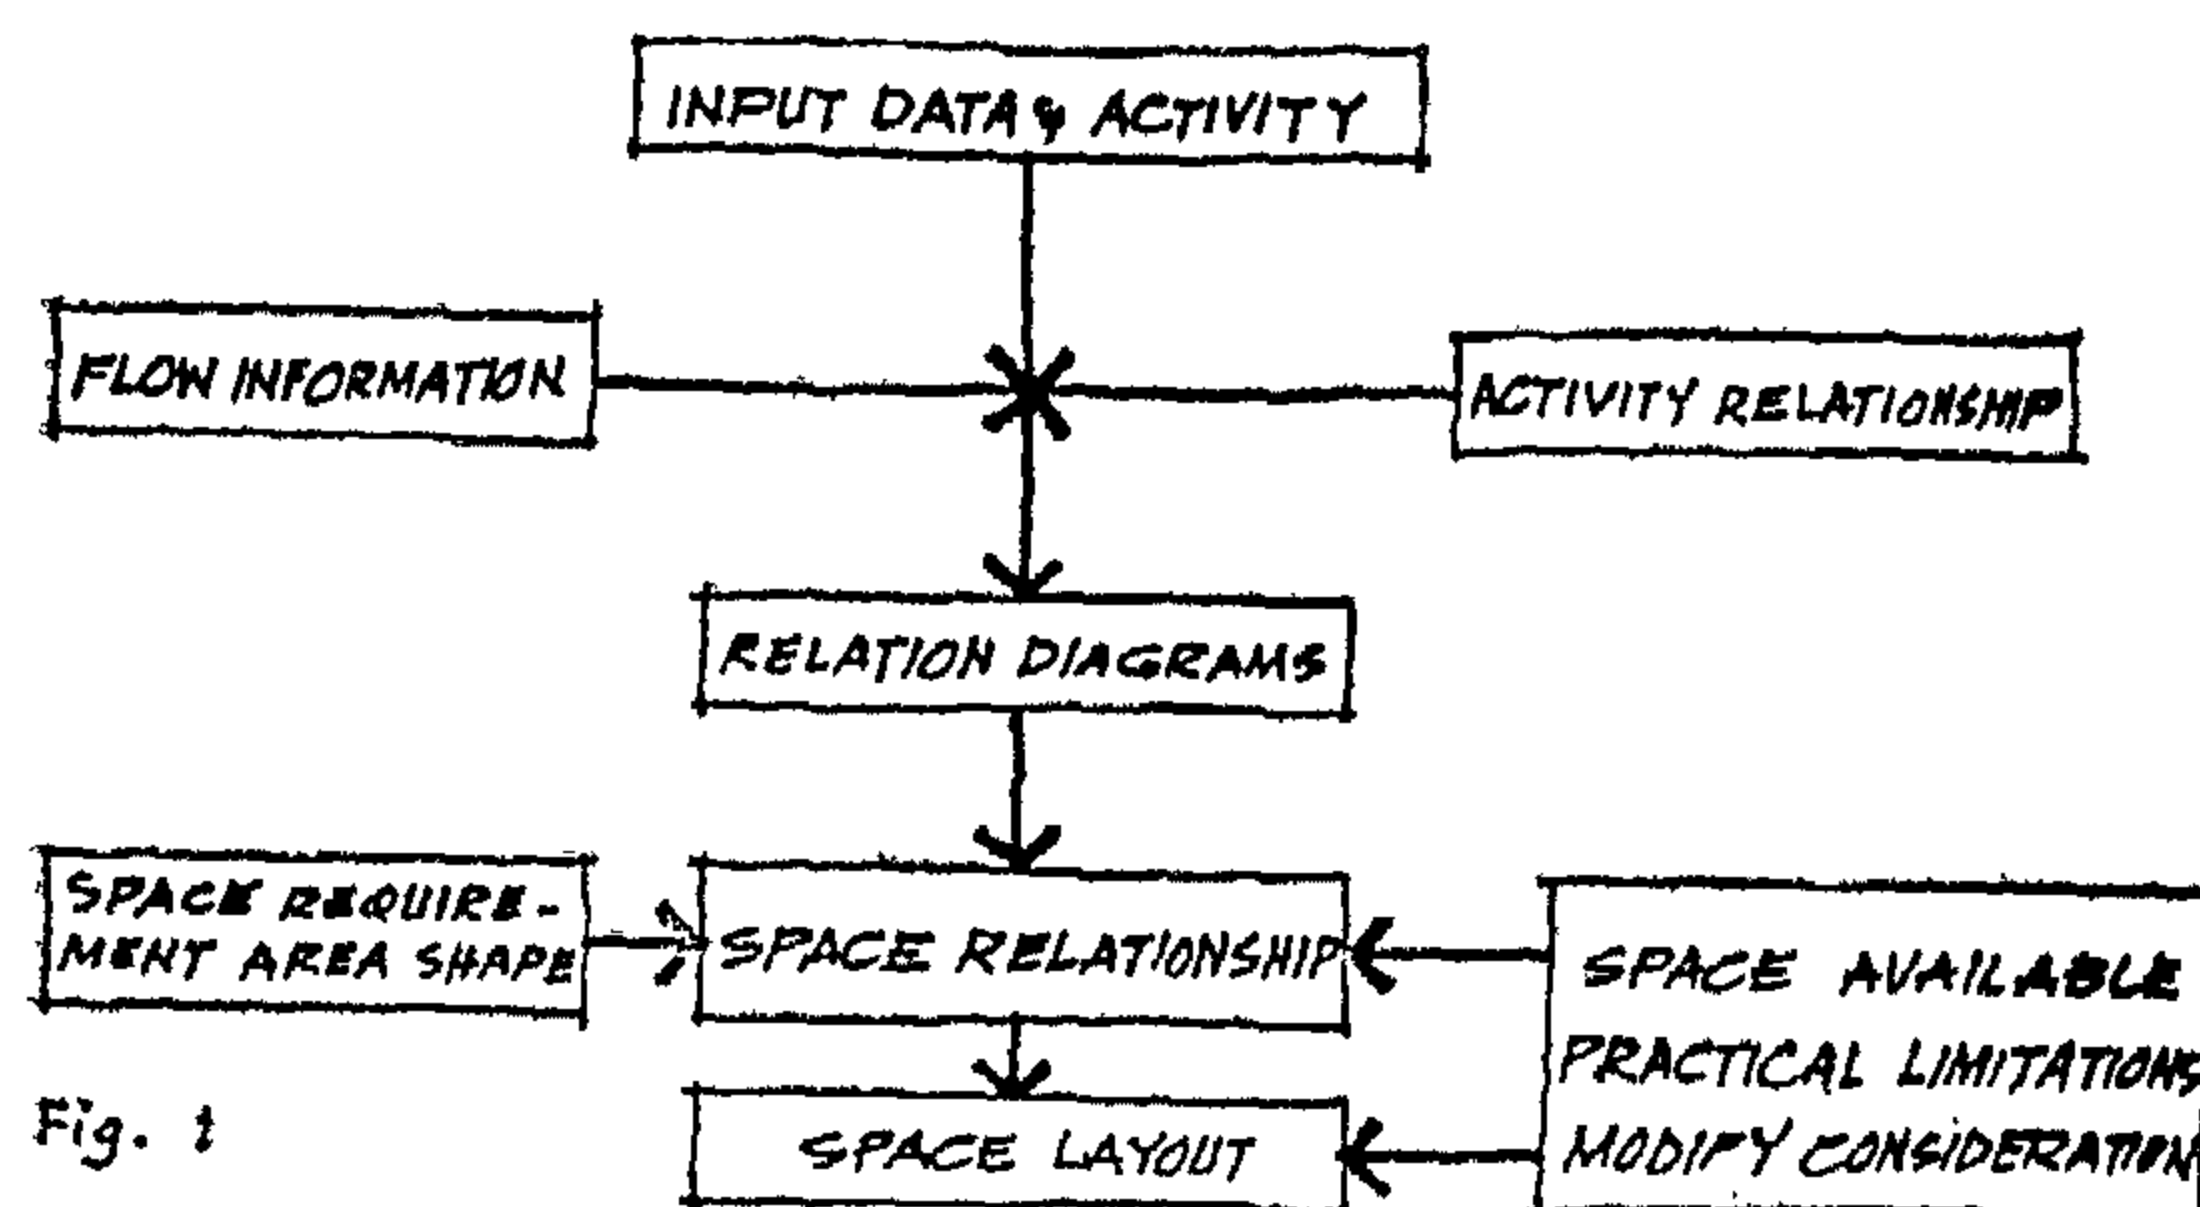 INPUT DATA & ACTIVITY
FLOW INFORMATION
ACTIVITY RELATIONSHIP
RELATION DIAGRAMS
SPACE REQUIRE-
MENT AREA SHAPE
SPACE RELATIONSHIP
SPACE AVAILABLE
PRACTICAL LIMITATIONS
MODIFY CONSIDERATION
SPACE LAYOUT
Fig. 1